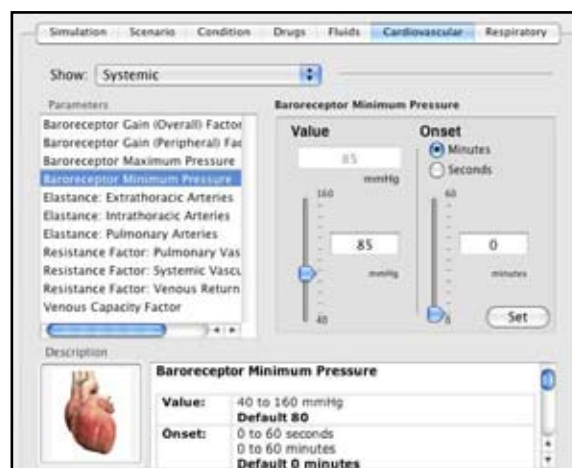 Simulation Scenario Condition Drugs Fluids Cardiovascular Respiratory
Show: Systemic
Parameters
Baroreceptor Gain (Overall) Factor
Baroreceptor Gain (Peripheral) Fac
Baroreceptor Maximum Pressure
Baroreceptor Minimum Pressure
Elastance: Extrathoracic Arteries
Elastance: Intrathoracic Arteries
Elastance: Pulmonary Arteries
Resistance Factor: Pulmonary Vas
Resistance Factor: Systemic Vascu
Resistance Factor: Venous Return
Venous Capacity Factor
Baroreceptor Minimum Pressure
Value
85
mmHg
160
85
mmHg
40
Onset
Minutes
Seconds
60
0
minutes
0
Set
Description
Baroreceptor Minimum Pressure
Value: 40 to 160 mmHg
Default 80
Onset: 0 to 60 seconds
0 to 60 minutes
Default 0 minutes